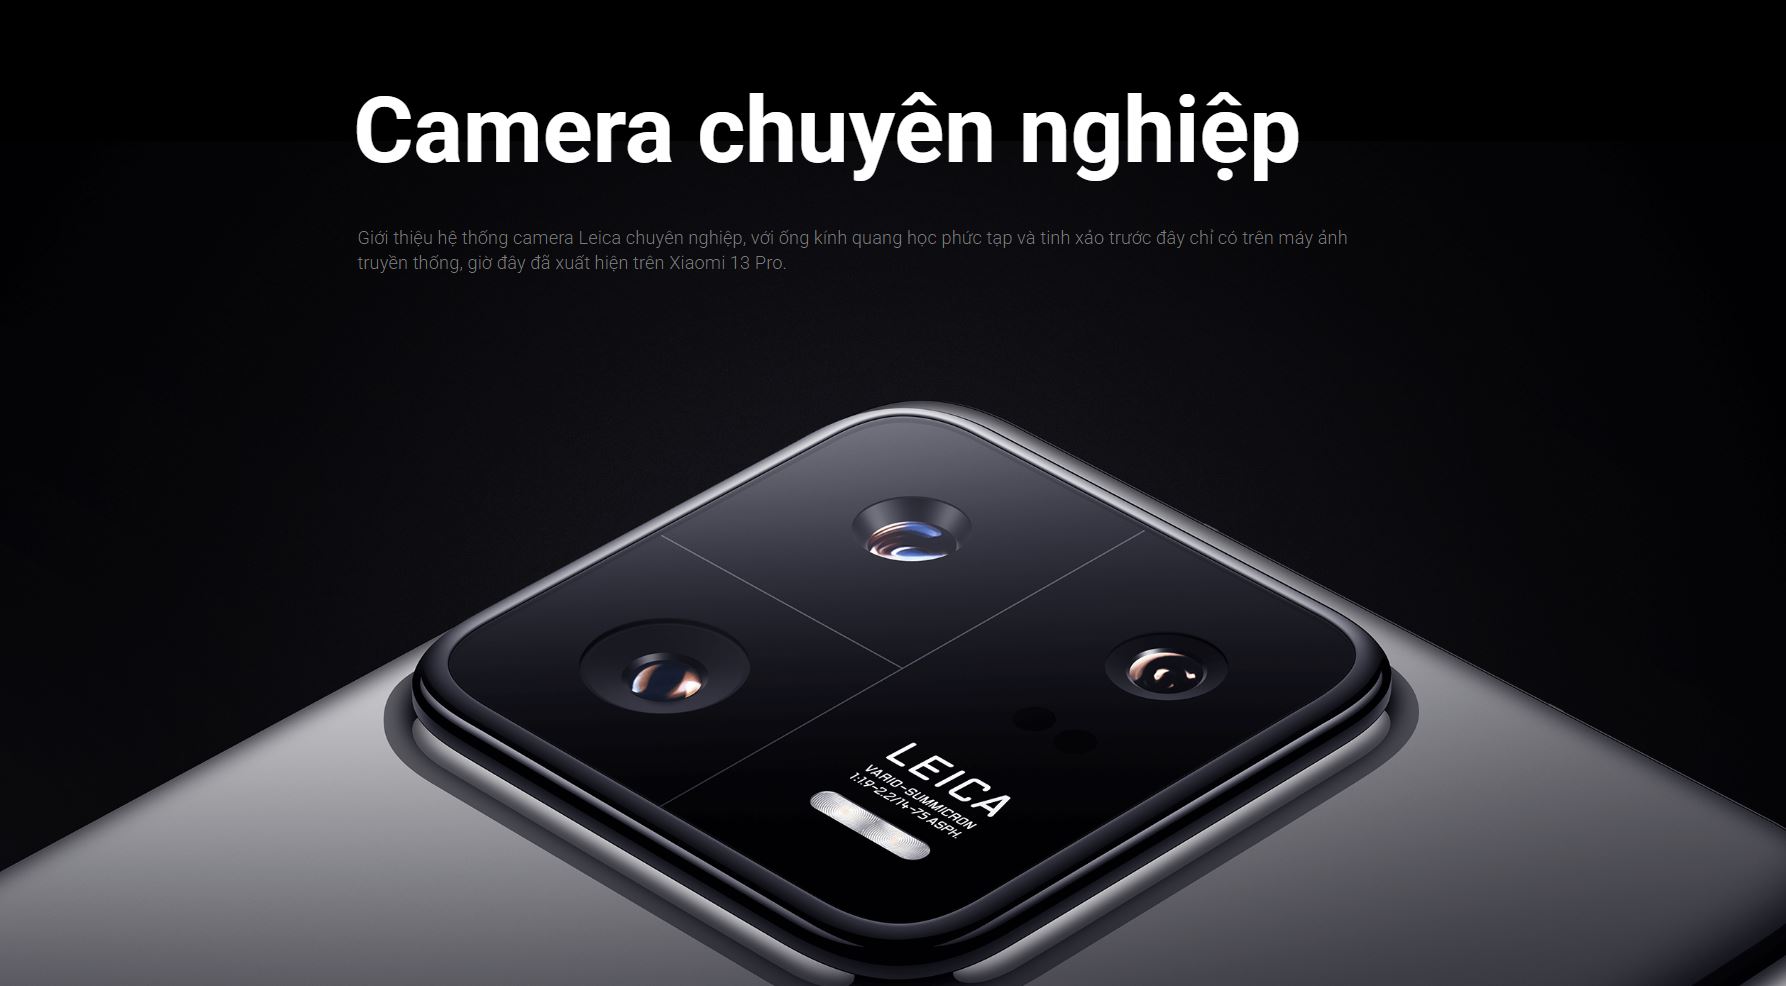 Camera chuyên nghiệp
Giới thiệu hệ thống camera Leica chuyên nghiệp, với ống kính quang học phức tạp và tinh xảo trước đây chỉ có trên máy ảnh
truyền thống, giờ đây đã xuất hiện trên Xiaomi 13 Pro.
LEICA
VARIO-SUMMICRON
1:1.9-2.2/14-75 ASPH.